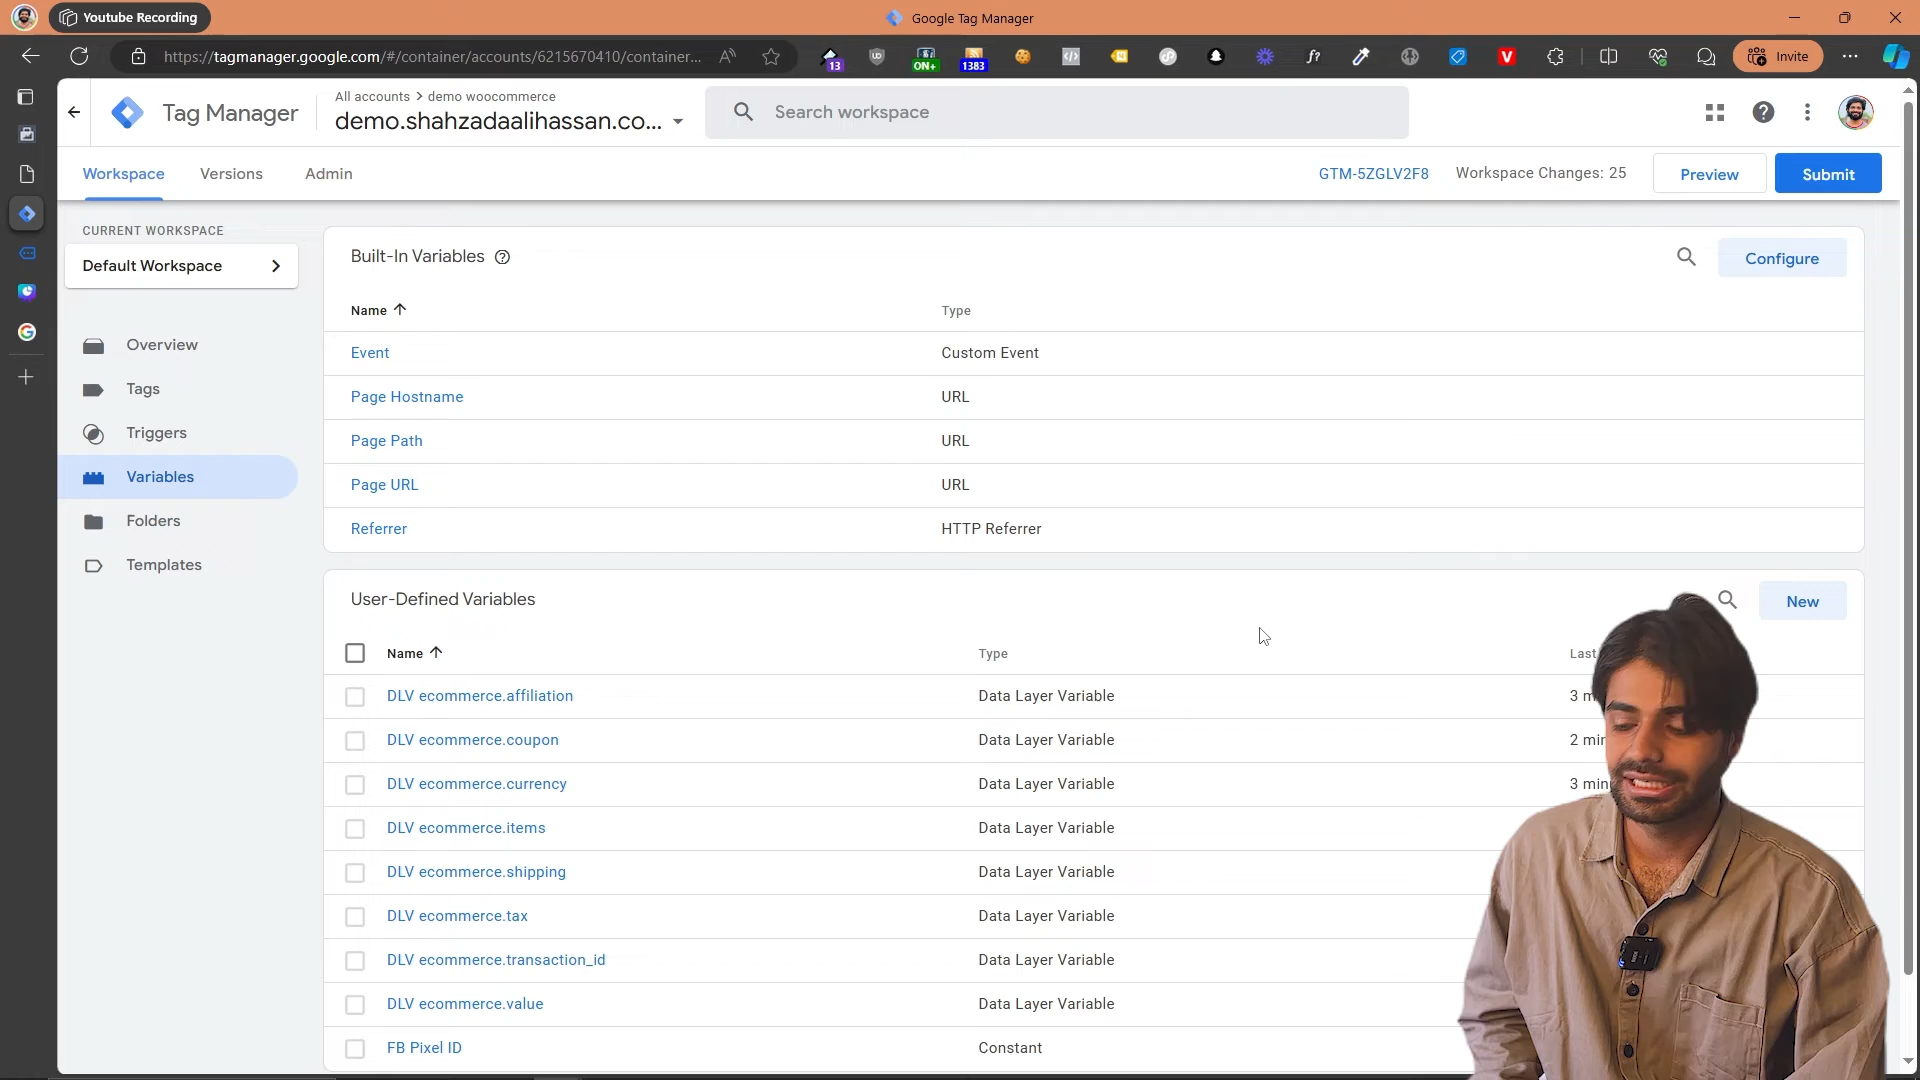 Youtube Recording
Google Tag Manager
https://tagmanager.google.com/#/container/accounts/6215670410/container...
13
ON+
1383
f?
Invite
Tag Manager
All accounts > demo woocommerce
demo.shahzadaalihassan.co...
Search workspace
Workspace
Versions
Admin
GTM-5ZGLV2F8
Workspace Changes: 25
Preview
Submit
CURRENT WORKSPACE
Default Workspace
Overview
Tags
Triggers
Variables
Folders
Templates
Built-In Variables
Configure
Name
Type
Event
Custom Event
Page Hostname
URL
Page Path
URL
Page URL
URL
Referrer
HTTP Referrer
User-Defined Variables
New
Name
Type
Last
DLV ecommerce.affiliation
Data Layer Variable
3 m
DLV ecommerce.coupon
Data Layer Variable
2 min
DLV ecommerce.currency
Data Layer Variable
3 min
DLV ecommerce.items
Data Layer Variable
DLV ecommerce.shipping
Data Layer Variable
DLV ecommerce.tax
Data Layer Variable
DLV ecommerce.transaction_id
Data Layer Variable
DLV ecommerce.value
Data Layer Variable
FB Pixel ID
Constant